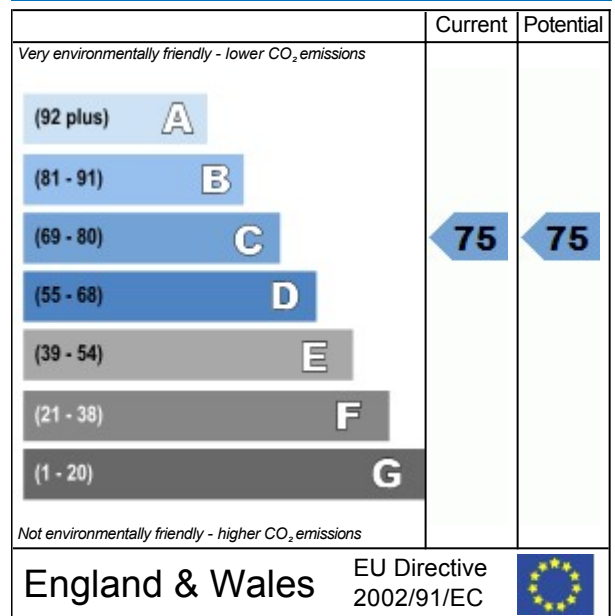 Current Potential
Very environmentally friendly - lower CO₂ emissions
(92 plus) A
(81 - 91) B
(69 - 80) C 75 75
(55 - 68) D
(39 - 54) E
(21 - 38) F
(1 - 20) G
Not environmentally friendly - higher CO₂ emissions
England & Wales
EU Directive
2002/91/EC